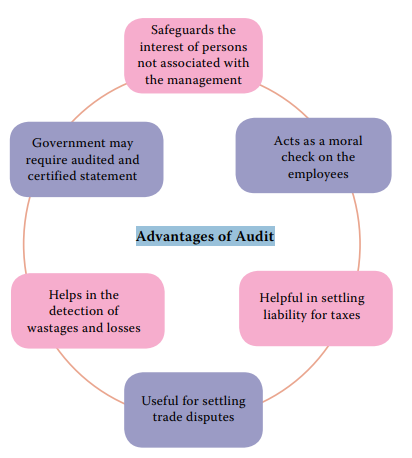 Safeguards the
interest of persons
not associated with
the management
Government may
require audited and
certified statement
Acts as a moral
check on the
employees
Advantages of Audit
Helps in the
detection of
wastages and losses
Helpful in settling
liability for taxes
Useful for settling
trade disputes